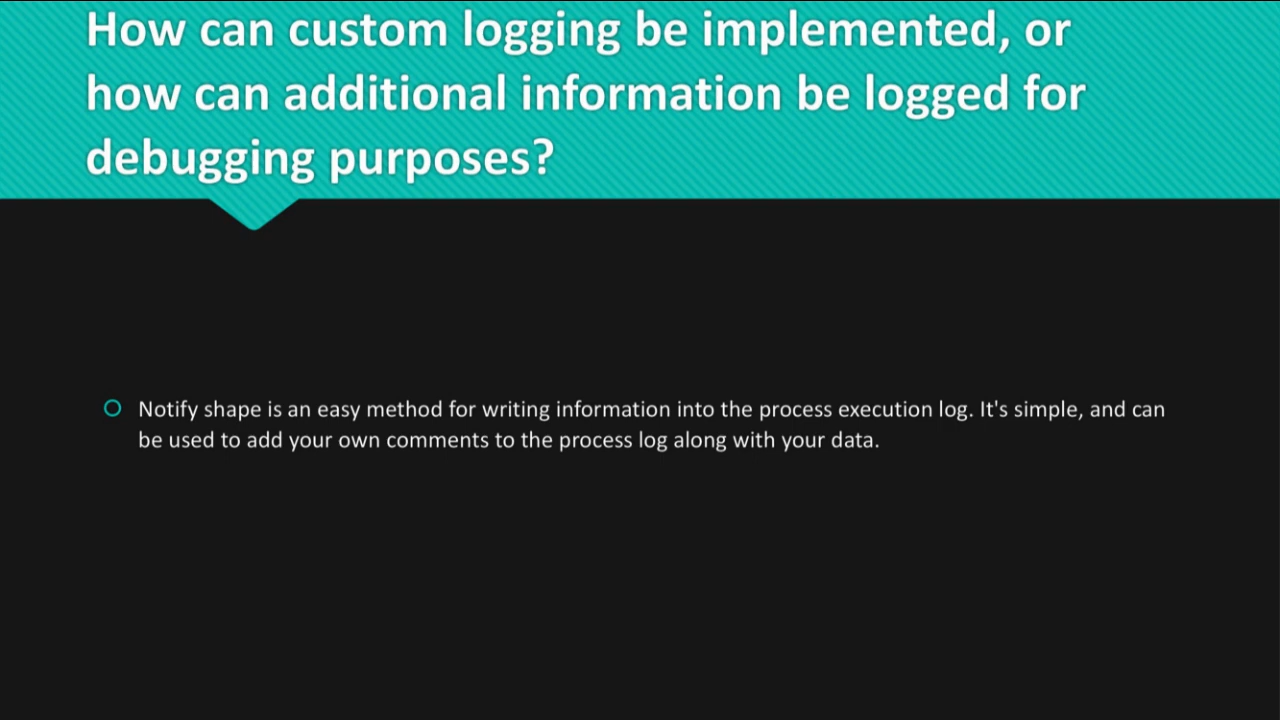 How can custom logging be implemented, or
how can additional information be logged for
debugging purposes?
Notify shape is an easy method for writing information into the process execution log. It's simple, and can
be used to add your own comments to the process log along with your data.